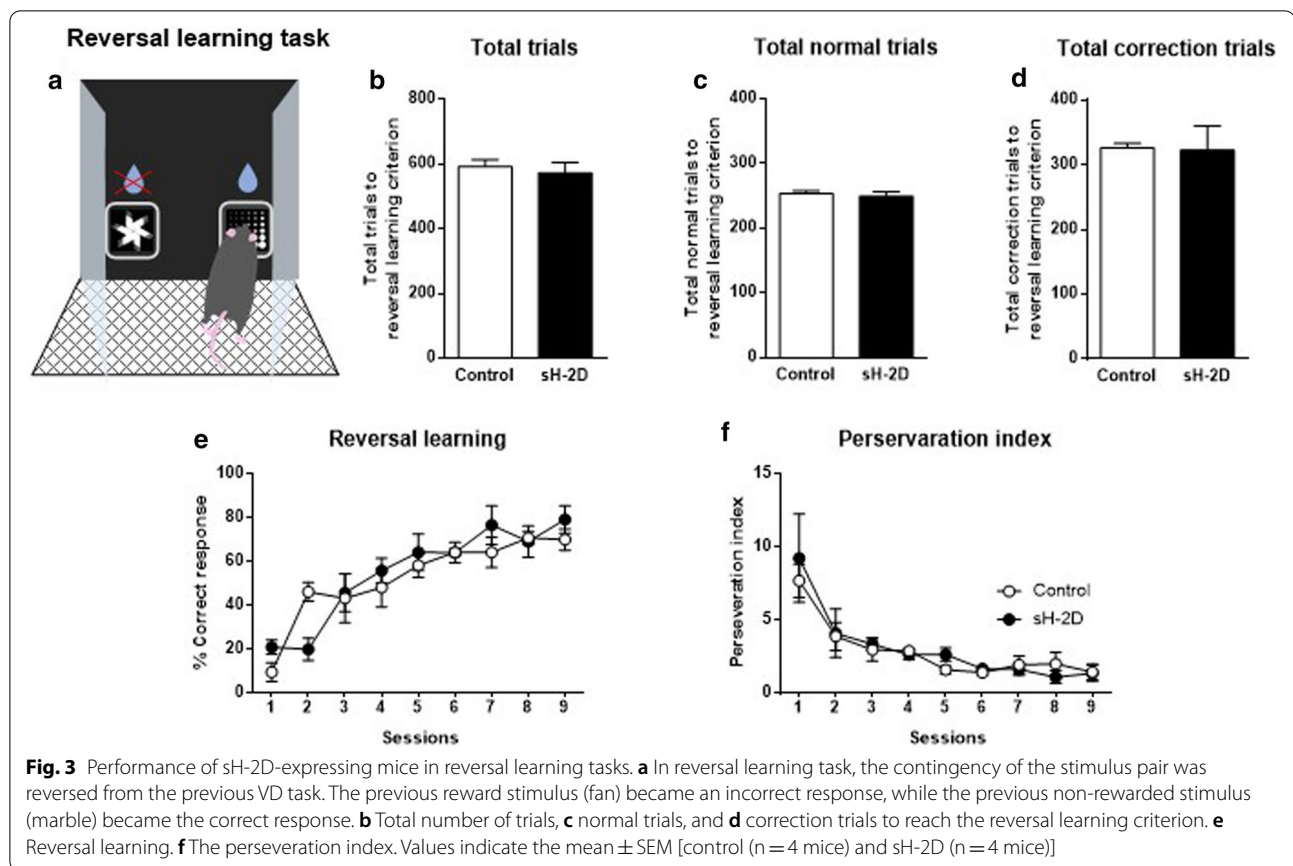 Reversal learning task
a
Total trials
b
Total trials to
reversal learning criterion
800
600
400
200
0
Control
sH-2D
Total normal trials
c
Total normal trials to
reversal learning criterion
400
300
200
100
0
Control
sH-2D
Total correction trials
d
Total correction trials to
reversal learning criterion
400
300
200
100
0
Control
sH-2D
e
Reversal learning
% Correct response
100
80
60
40
20
0
1 2 3 4 5 6 7 8 9
Sessions
f
Perservaration index
Perseveration index
15
10
5
0
Control
sH-2D
1 2 3 4 5 6 7 8 9
Sessions
Fig. 3 Performance of sH-2D-expressing mice in reversal learning tasks. a In reversal learning task, the contingency of the stimulus pair was
reversed from the previous VD task. The previous reward stimulus (fan) became an incorrect response, while the previous non-rewarded stimulus
(marble) became the correct response. b Total number of trials, c normal trials, and d correction trials to reach the reversal learning criterion. e
Reversal learning. f The perseveration index. Values indicate the mean ± SEM [control (n = 4 mice) and sH-2D (n = 4 mice)]